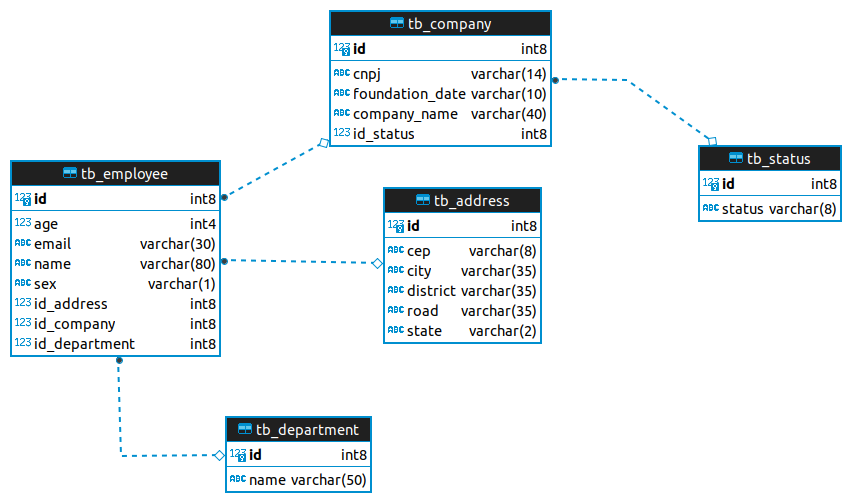 tb_company
123 id int8
ABC cnpj varchar(14)
ABC foundation_date varchar(10)
ABC company_name varchar(40)
123 id_status int8
tb_status
123 id int8
ABC status varchar(8)
tb_employee
123 id int8
123 age int4
ABC email varchar(30)
ABC name varchar(80)
ABC sex varchar(1)
123 id_address int8
123 id_company int8
123 id_department int8
tb_address
123 id int8
ABC cep varchar(8)
ABC city varchar(35)
ABC district varchar(35)
ABC road varchar(35)
ABC state varchar(2)
tb_department
123 id int8
ABC name varchar(50)